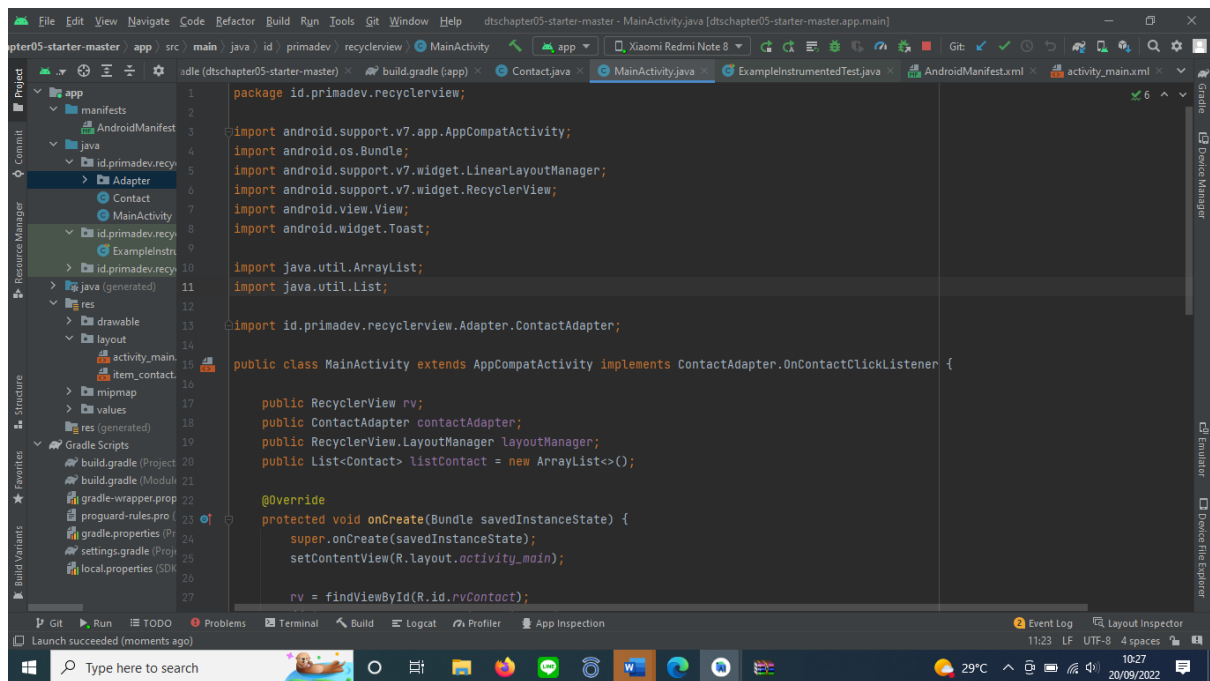 File Edit View Navigate Code Refactor Build Run Tools Git Window Help dtschapter05-starter-master - MainActivity.java [dtschapter05-starter-master.app.main]
apter05-starter-master app src main java id primadev recyclerview MainActivity app Xiaomi Redmi Note 8 Git:
adle (dtschapter05-starter-master) build.gradle (:app) Contact.java MainActivity.java ExampleInstrumentedTest.java AndroidManifest.xml activity_main.xml
Project
Commit
Resource Manager
Structure
Favorites
Build Variants
app
manifests
AndroidManifest
java
id.primadev.recy
Adapter
Contact
MainActivity
id.primadev.recy
ExampleInstru
id.primadev.recy
java (generated)
res
drawable
layout
activity_main.
item_contact.
mipmap
values
res (generated)
Gradle Scripts
build.gradle (Project
build.gradle (Module
gradle-wrapper.prop
proguard-rules.pro (
gradle.properties (Pr
settings.gradle (Proje
local.properties (SDK
1 package id.primadev.recyclerview;
2
3 import android.support.v7.app.AppCompatActivity;
4 import android.os.Bundle;
5 import android.support.v7.widget.LinearLayoutManager;
6 import android.support.v7.widget.RecyclerView;
7 import android.view.View;
8 import android.widget.Toast;
9
10 import java.util.ArrayList;
11 import java.util.List;
12
13 import id.primadev.recyclerview.Adapter.ContactAdapter;
14
15 public class MainActivity extends AppCompatActivity implements ContactAdapter.OnContactClickListener {
16
17 public RecyclerView rv;
18 public ContactAdapter contactAdapter;
19 public RecyclerView.LayoutManager layoutManager;
20 public List<Contact> listContact = new ArrayList<>();
21
22 @Override
23 protected void onCreate(Bundle savedInstanceState) {
24 super.onCreate(savedInstanceState);
25 setContentView(R.layout.activity_main);
26
27 rv = findViewById(R.id.rvContact);
6
Gradle
Device Manager
Emulator
Device File Explorer
Git Run TODO Problems Terminal Build Logcat Profiler App Inspection 2 Event Log Layout Inspector
Launch succeeded (moments ago) 11:23 LF UTF-8 4 spaces
Type here to search 29°C 10:27
20/09/2022